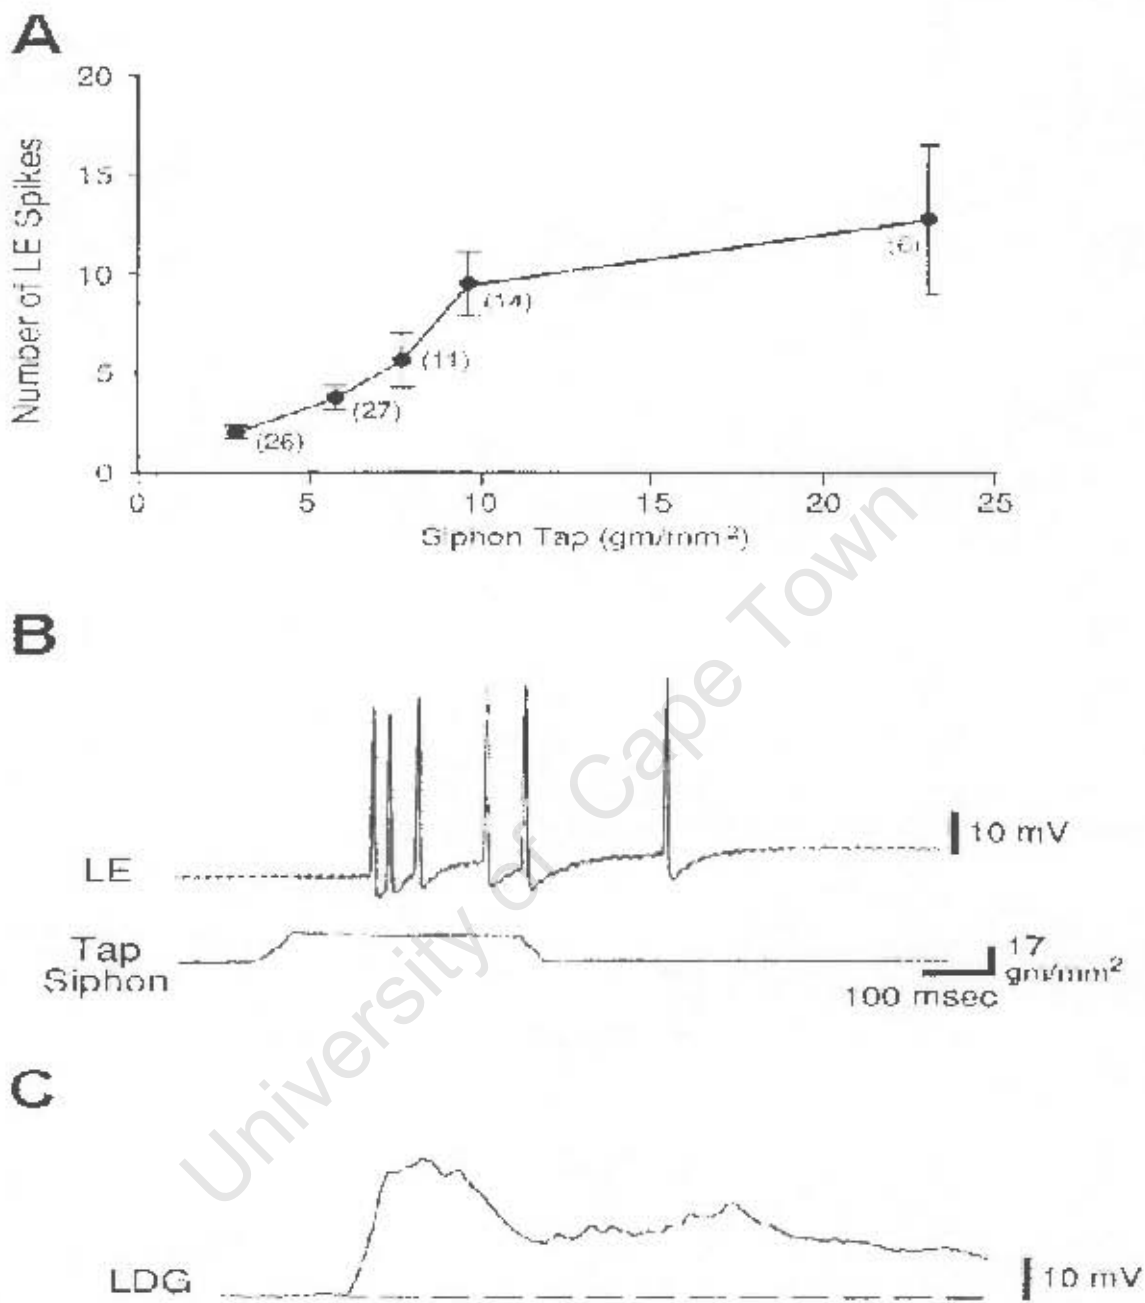 A
20
15
10
5
0
Number of LE Spikes
(26)
(27)
(11)
(14)
(6)
0 5 10 15 20 25
Siphon Tap (gm/mm²)
B
LE
10 mV
Tap
Siphon
17
gm/mm²
100 msec
C
LDG
10 mV
University of Cape Town